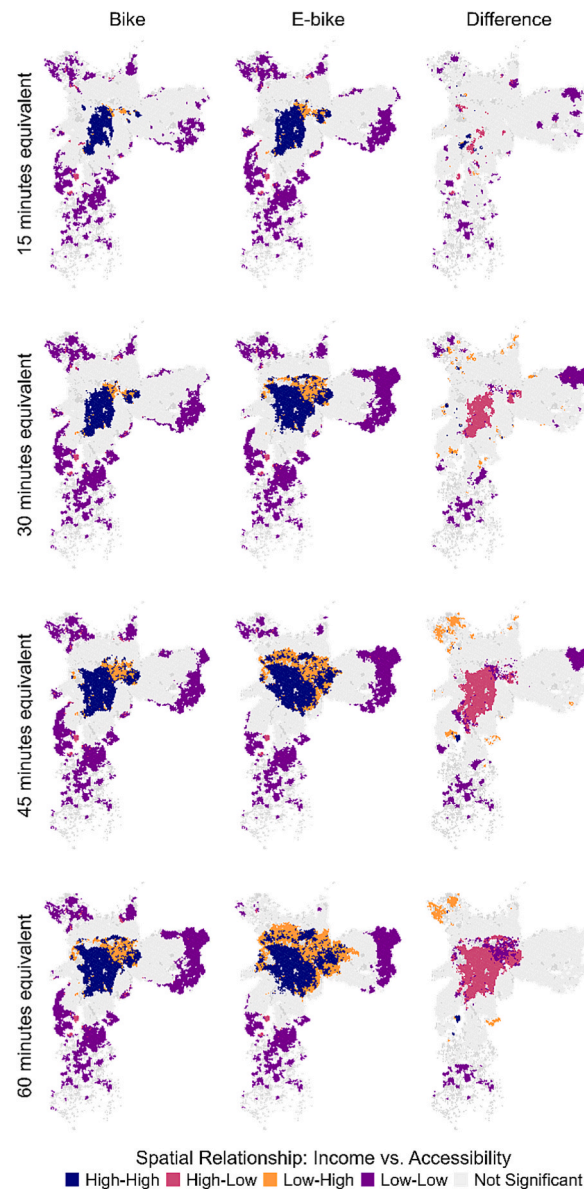 Bike E-bike Difference
15 minutes equivalent
30 minutes equivalent
45 minutes equivalent
60 minutes equivalent
Spatial Relationship: Income vs. Accessibility
High-High High-Low Low-High Low-Low Not Significant